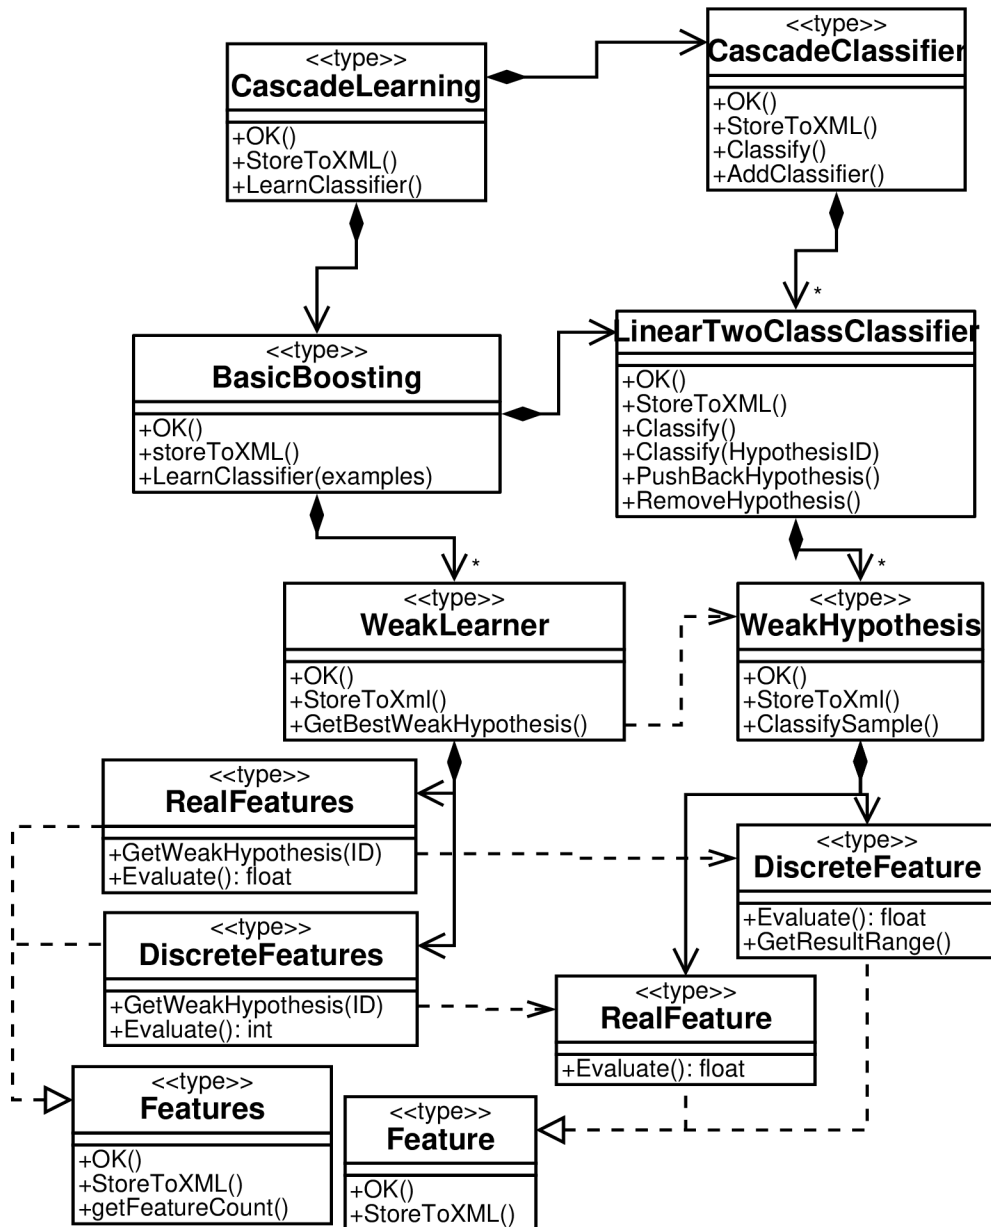 <<type>>
CascadeLearning
+OK()
+StoreToXML()
+LearnClassifier()
<<type>>
CascadeClassifier
+OK()
+StoreToXML()
+Classify()
+AddClassifier()
*
<<type>>
BasicBoosting
+OK()
+storeToXML()
+LearnClassifier(examples)
LinearTwoClassClassifier
+OK()
+StoreToXML()
+Classify()
+Classify(HypothesisID)
+PushBackHypothesis()
+RemoveHypothesis()
*
*
<<type>>
WeakLearner
+OK()
+StoreToXml()
+GetBestWeakHypothesis()
<<type>>
WeakHypothesis
+OK()
+StoreToXml()
+ClassifySample()
<<type>>
RealFeatures
+GetWeakHypothesis(ID)
+Evaluate(): float
<<type>>
DiscreteFeature
+Evaluate(): float
+GetResultRange()
<<type>>
DiscreteFeatures
+GetWeakHypothesis(ID)
+Evaluate(): int
<<type>>
RealFeature
+Evaluate(): float
<<type>>
Features
+OK()
+StoreToXML()
+getFeatureCount()
<<type>>
Feature
+OK()
+StoreToXML()